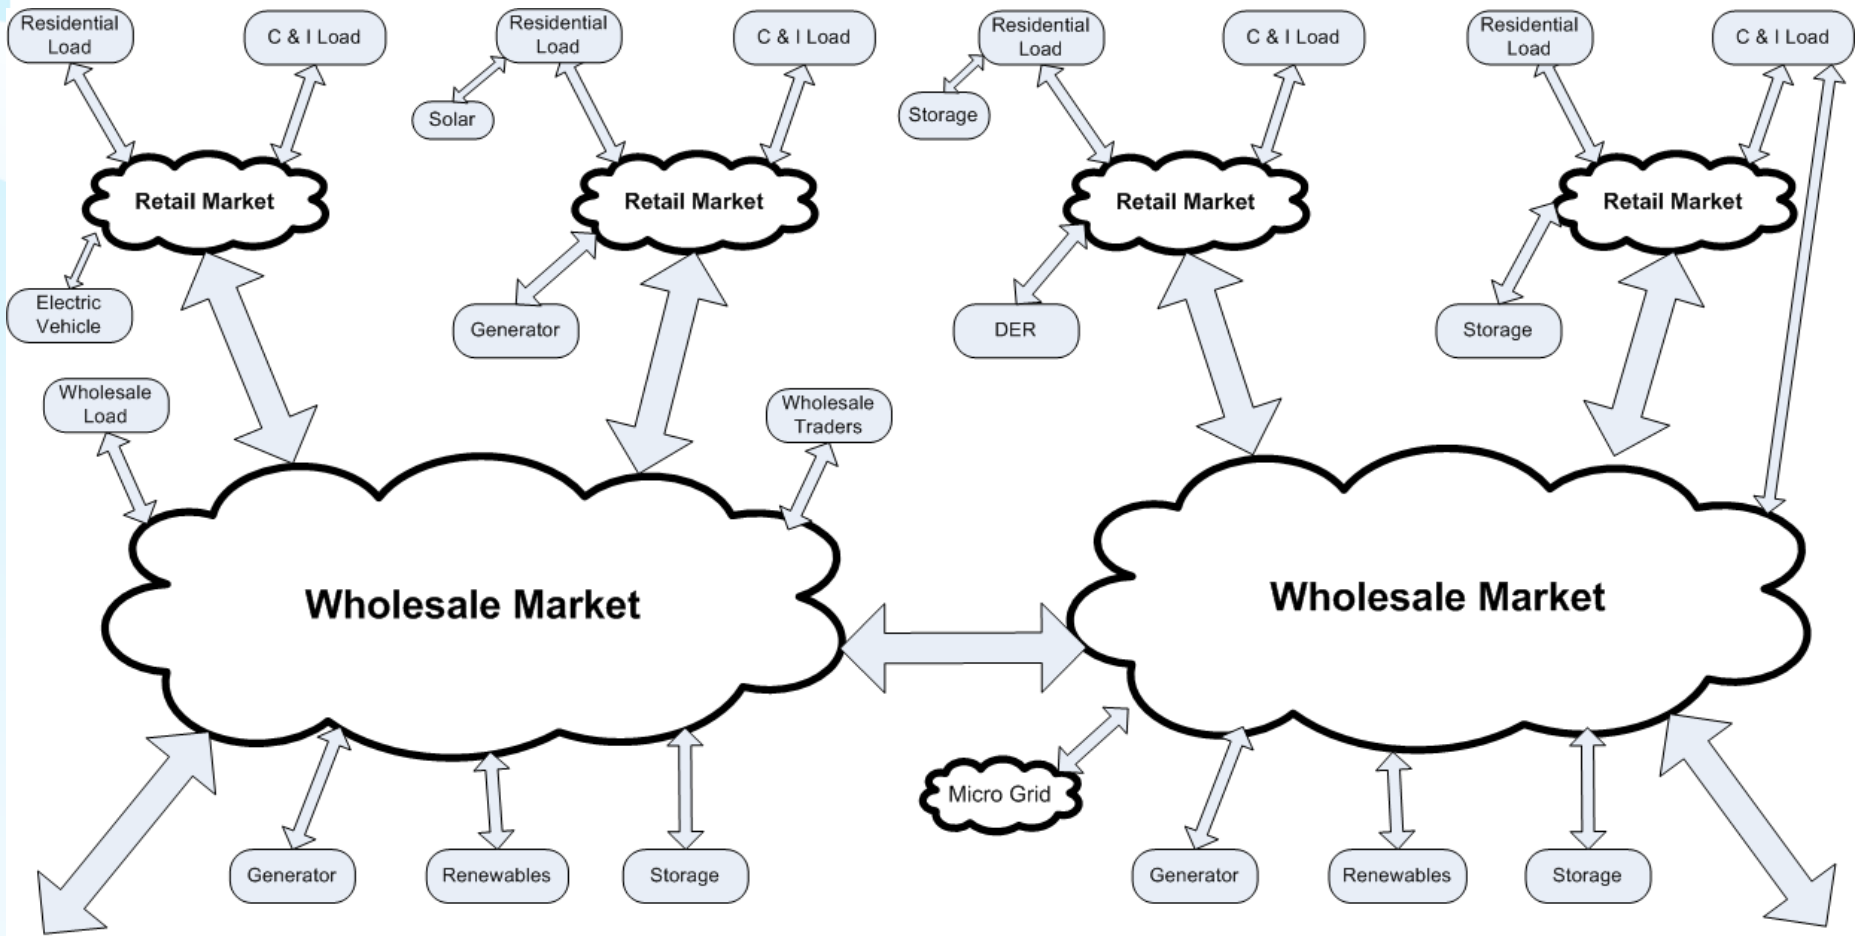 Residential
Load
C & I Load
Residential
Load
C & I Load
Residential
Load
C & I Load
Residential
Load
C & I Load
Solar
Storage
Retail Market
Retail Market
Retail Market
Retail Market
Electric
Vehicle
Generator
DER
Storage
Wholesale
Load
Wholesale
Traders
Wholesale Market
Wholesale Market
Micro Grid
Generator
Renewables
Storage
Generator
Renewables
Storage